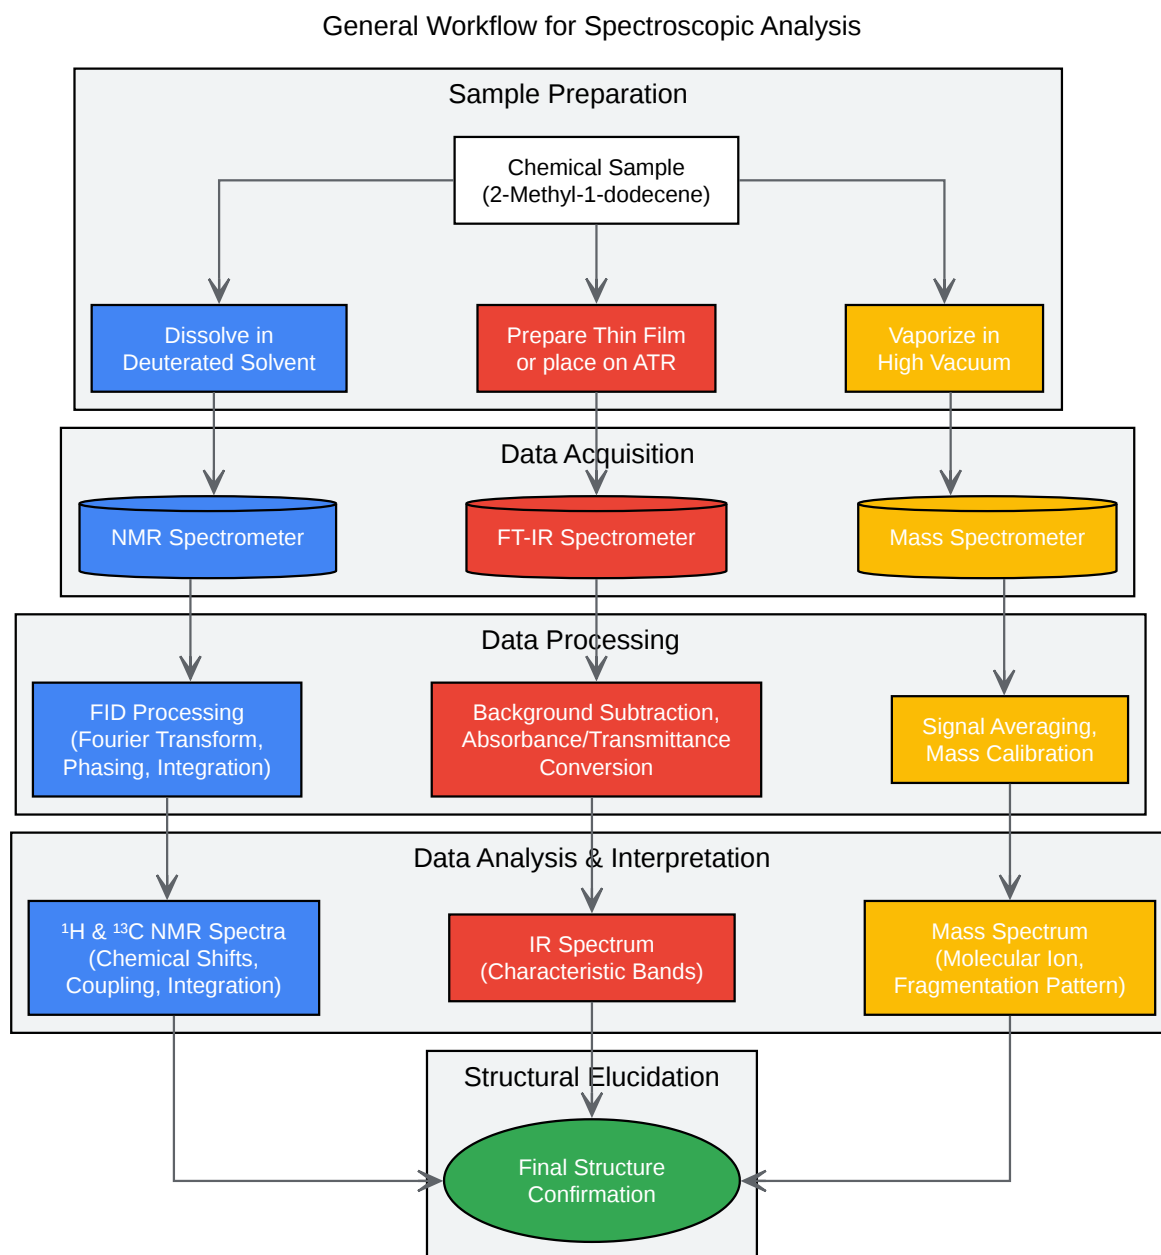 General Workflow for Spectroscopic Analysis
Sample Preparation
Chemical Sample
(2-Methyl-1-dodecene)
Dissolve in
Deuterated Solvent
Prepare Thin Film
or place on ATR
Vaporize in
High Vacuum
Data Acquisition
NMR Spectrometer
FT-IR Spectrometer
Mass Spectrometer
Data Processing
FID Processing
(Fourier Transform,
Phasing, Integration)
Background Subtraction,
Absorbance/Transmittance
Conversion
Signal Averaging,
Mass Calibration
Data Analysis & Interpretation
¹H & ¹³C NMR Spectra
(Chemical Shifts,
Coupling, Integration)
IR Spectrum
(Characteristic Bands)
Mass Spectrum
(Molecular Ion,
Fragmentation Pattern)
Structural Elucidation
Final Structure
Confirmation